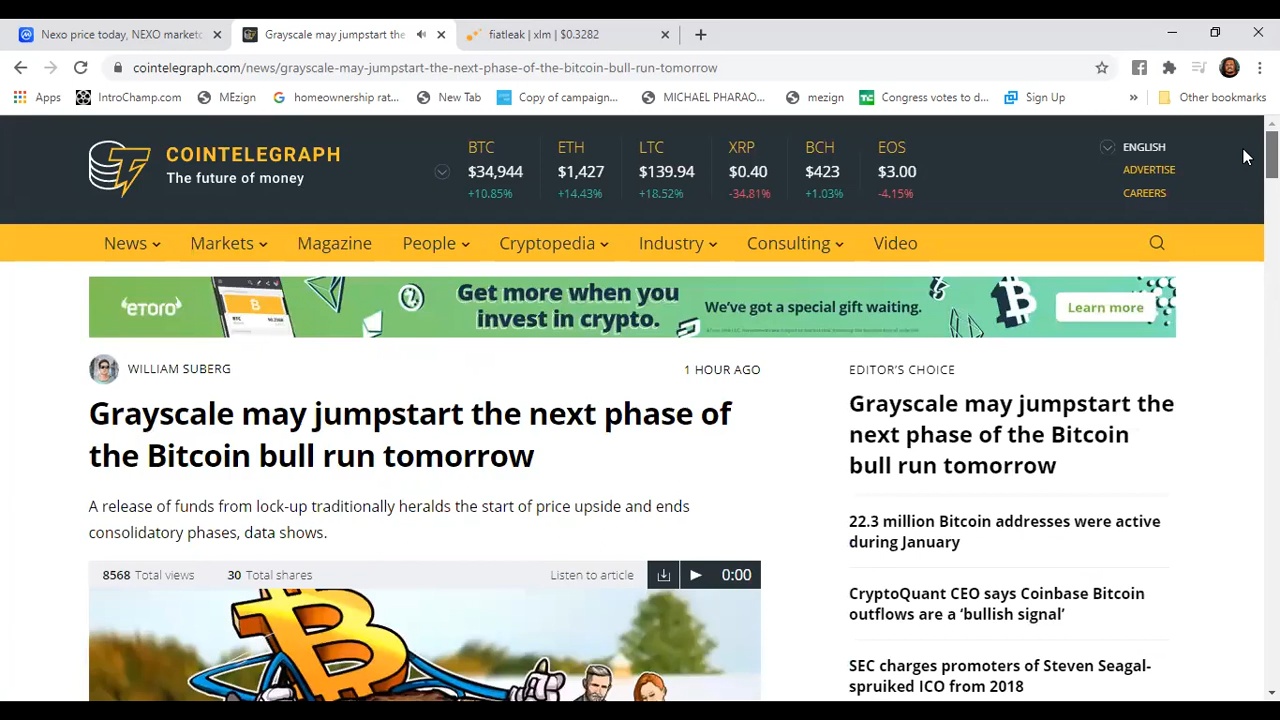 Nexo price today, NEXO marketc
Grayscale may jumpstart the
fiatleak | xlm | $0.3282
cointelegraph.com/news/grayscale-may-jumpstart-the-next-phase-of-the-bitcoin-bull-run-tomorrow
Apps IntroChamp.com MEzign homeownership rat... New Tab Copy of campaign... MICHAEL PHARAO... mezign Congress votes to d... Sign Up » Other bookmarks
COINTELEGRAPH
The future of money
BTC ETH LTC XRP BCH EOS
$34,944 $1,427 $139.94 $0.40 $423 $3.00
+10.85% +14.43% +18.52% -34.81% +1.03% -4.15%
ENGLISH
ADVERTISE
CAREERS
News Markets Magazine People Cryptopedia Industry Consulting Video
eToro
Get more when you
invest in crypto.
We've got a special gift waiting.
Learn more
WILLIAM SUBERG
1 HOUR AGO
Grayscale may jumpstart the next phase of
the Bitcoin bull run tomorrow
A release of funds from lock-up traditionally heralds the start of price upside and ends
consolidatory phases, data shows.
8568 Total views 30 Total shares Listen to article 0:00
EDITOR'S CHOICE
Grayscale may jumpstart the
next phase of the Bitcoin
bull run tomorrow
22.3 million Bitcoin addresses were active
during January
CryptoQuant CEO says Coinbase Bitcoin
outflows are a ‘bullish signal’
SEC charges promoters of Steven Seagal-
spruiked ICO from 2018